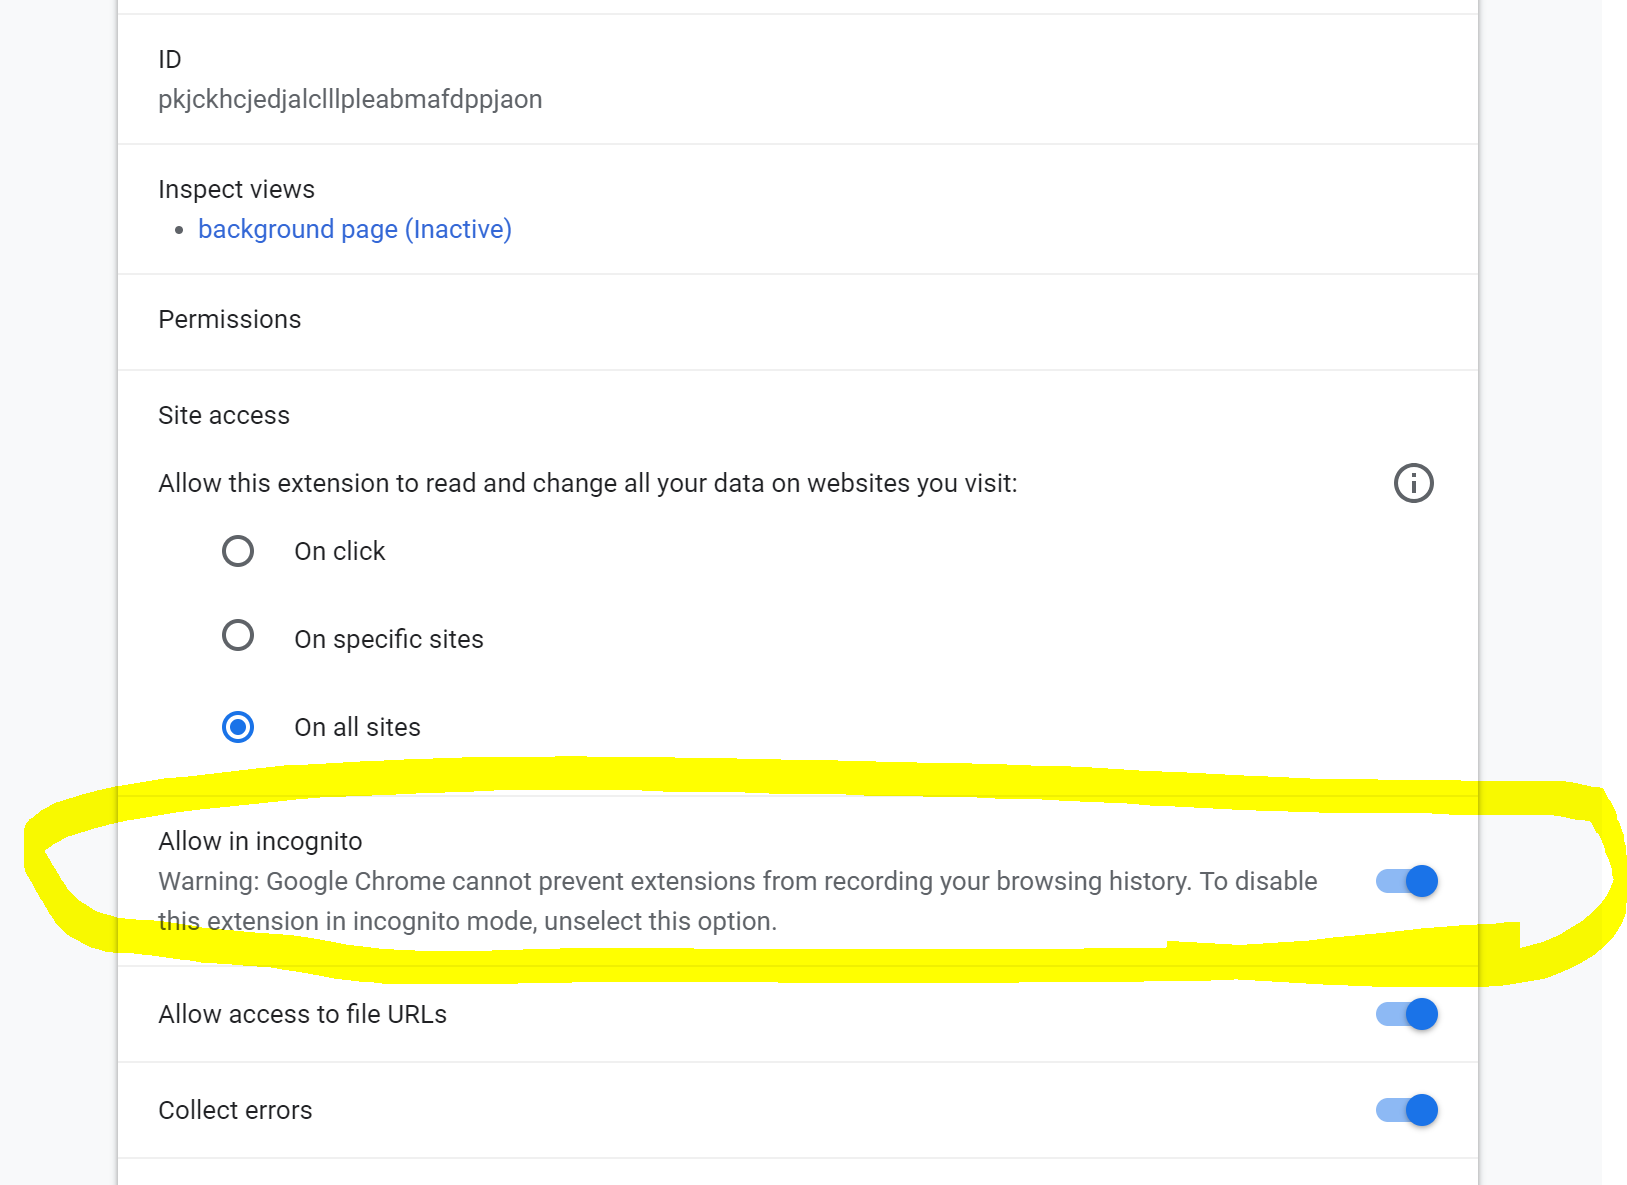 ID
pkjckhcjedjalclllpleabmafdppjaon
Inspect views
background page (Inactive)
Permissions
Site access
Allow this extension to read and change all your data on websites you visit:
On click
On specific sites
On all sites
Allow in incognito
Warning: Google Chrome cannot prevent extensions from recording your browsing history. To disable
this extension in incognito mode, unselect this option.
Allow access to file URLs
Collect errors